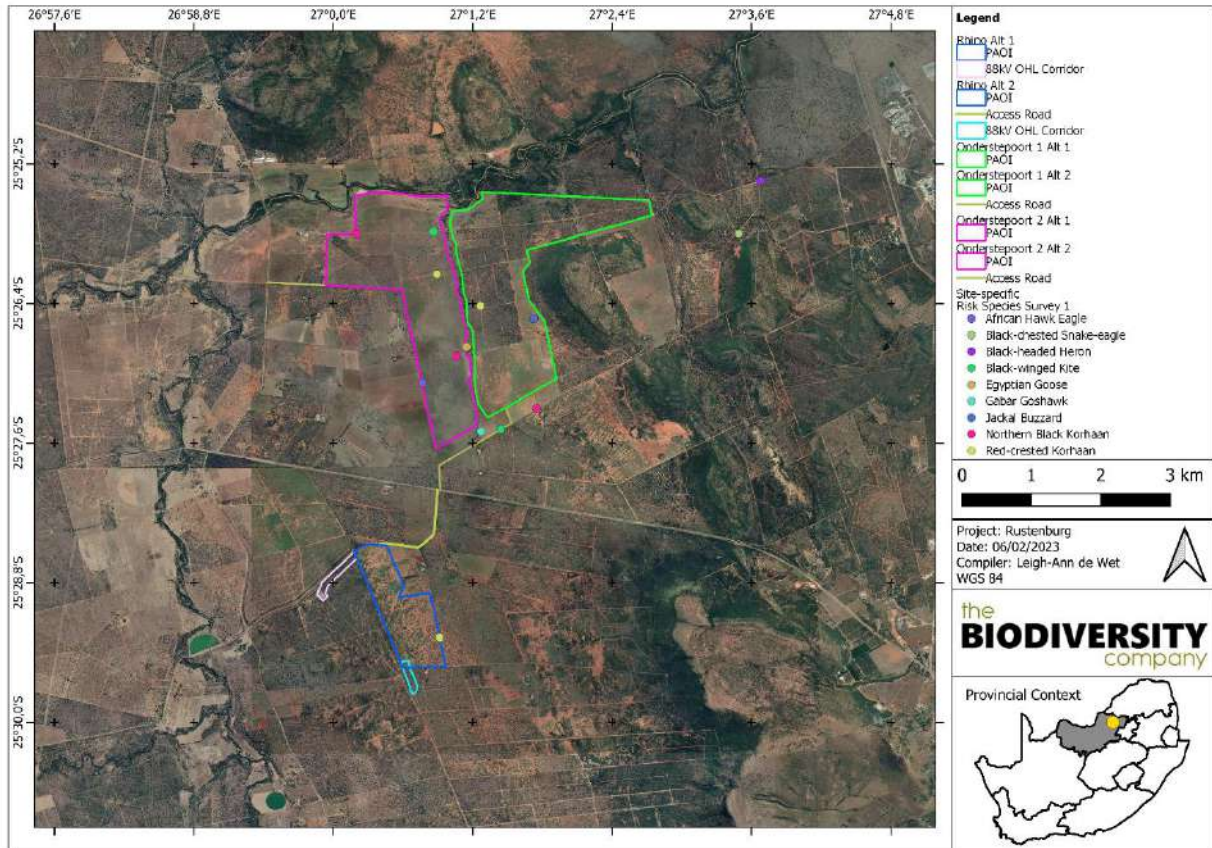 26°57,6'E 26°58,8'E 27°0,0'E 27°1,2'E 27°2,4'E 27°3,6'E 27°4,8'E
25°25,2'S
25°26,4'S
25°27,6'S
25°28,8'S
25°30,0'S
Legend
Rhino Alt 1
PAOI
88kV OHL Corridor
Rhino Alt 2
PAOI
Access Road
88kV OHL Corridor
Onderstepoort 1 Alt 1
PAOI
Onderstepoort 1 Alt 2
PAOI
Access Road
Onderstepoort 2 Alt 1
PAOI
Onderstepoort 2 Alt 2
PAOI
Access Road
Site-specific
Risk Species Survey 1
African Hawk Eagle
Black-chested Snake-eagle
Black-headed Heron
Black-winged Kite
Egyptian Goose
Gabar Goshawk
Jackal Buzzard
Northern Black Korhaan
Red-crested Korhaan
0 1 2 3 km
Project: Rustenburg
Date: 06/02/2023
Compiler: Leigh-Ann de Wet
WGS 84
the
BIODIVERSITY
company
Provincial Context